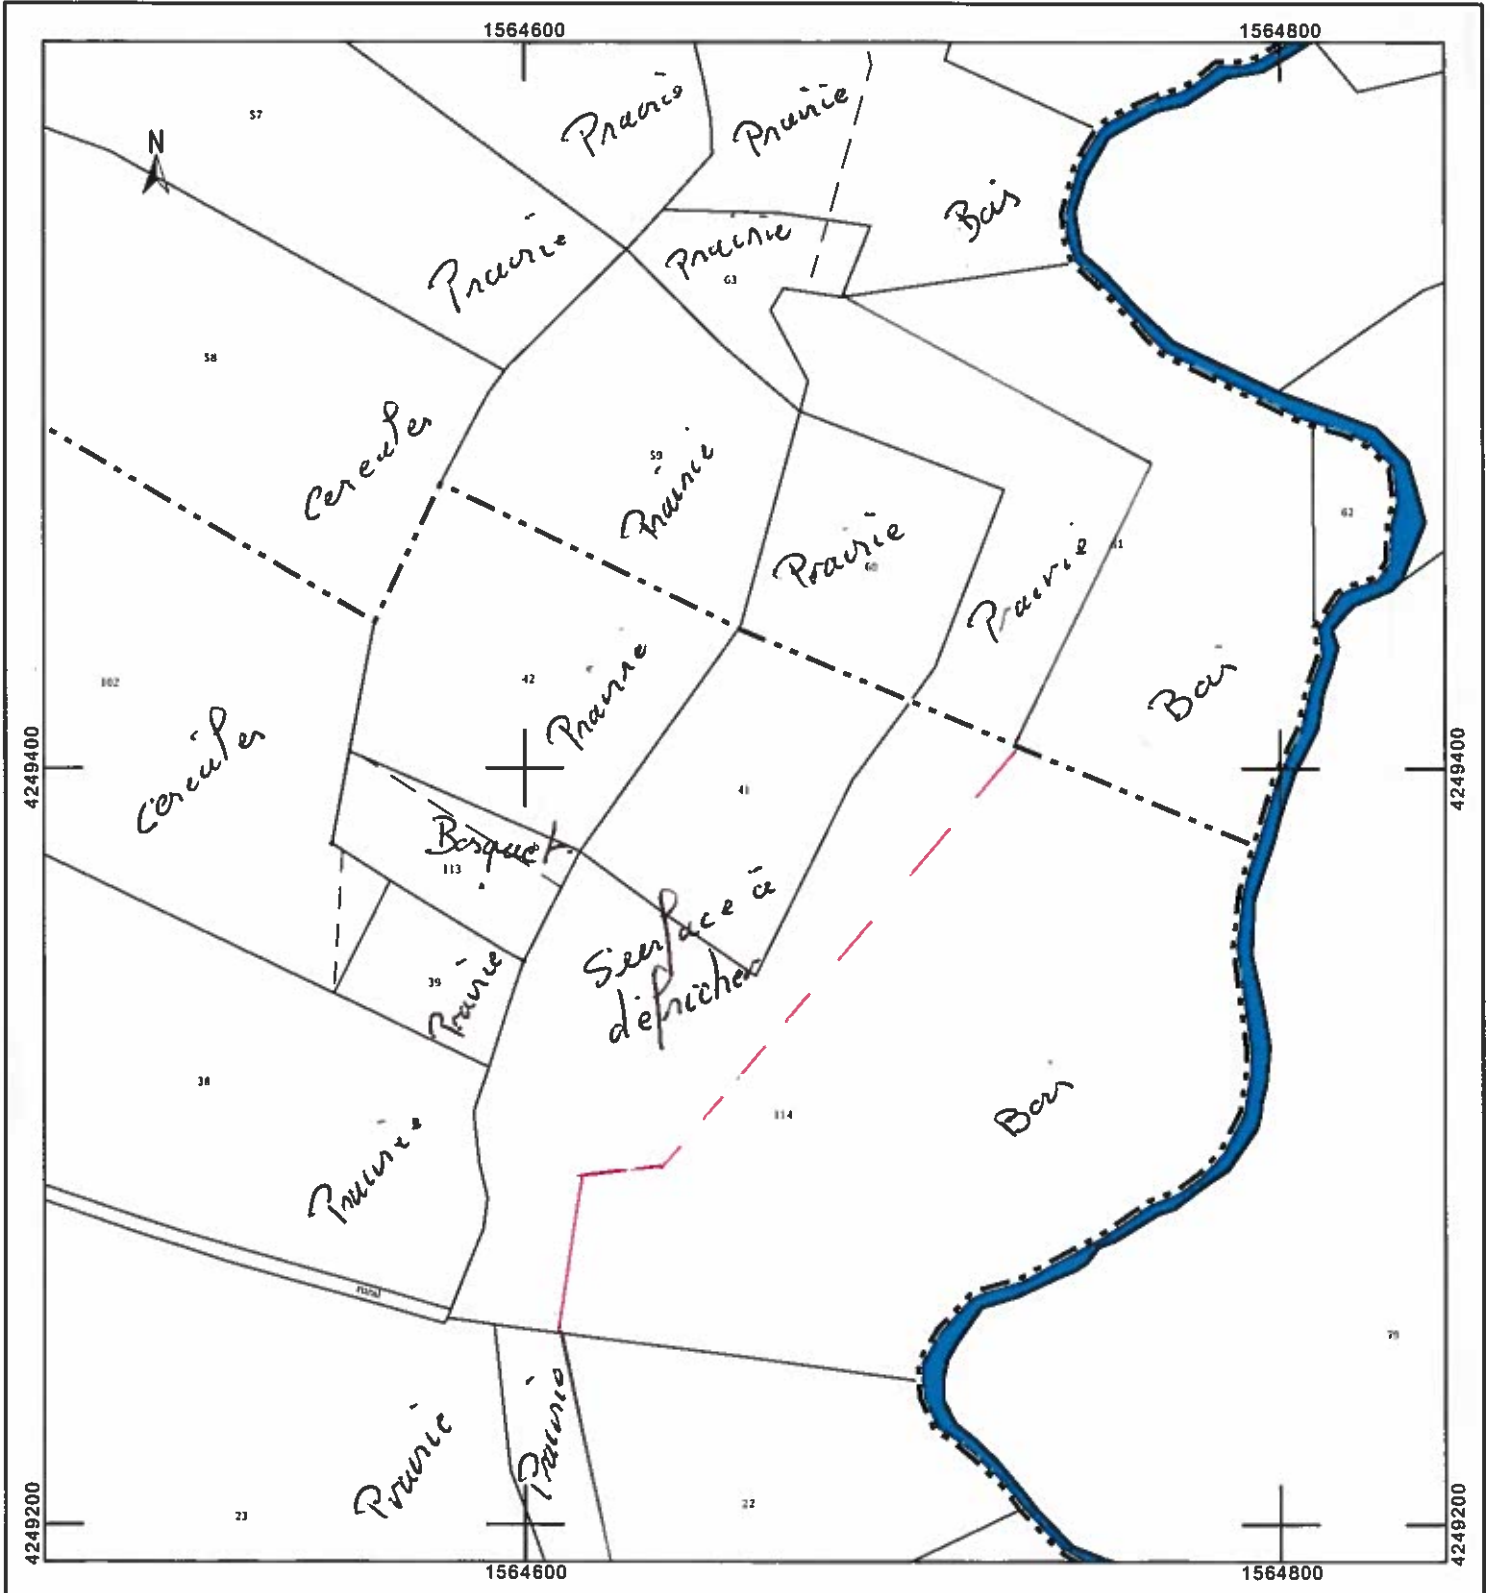 1564600
1564800
57
N
Prairie
Prairie
Bois
Prairie
Prairie
63
58
Cereales
59
Prairie
62
Prairie
60
Prairie
61
102
42
Prairie
Bois
Cereales
4249400
4249400
41
Bosquet
113
Surface à
défricher
39
Prairie
38
114
Bois
Prairie
rural
79
Prairie
Prairie
23
22
4249200
4249200
1564600
1564800